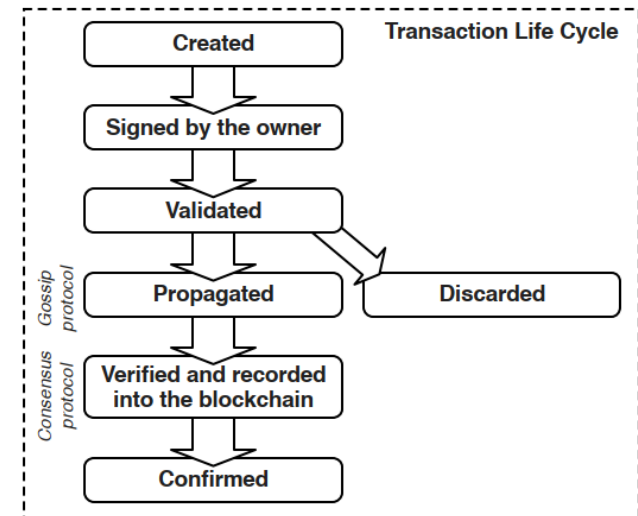 Transaction Life Cycle
Created
Signed by the owner
Validated
Gossip
protocol
Propagated
Discarded
Consensus
protocol
Verified and recorded
into the blockchain
Confirmed